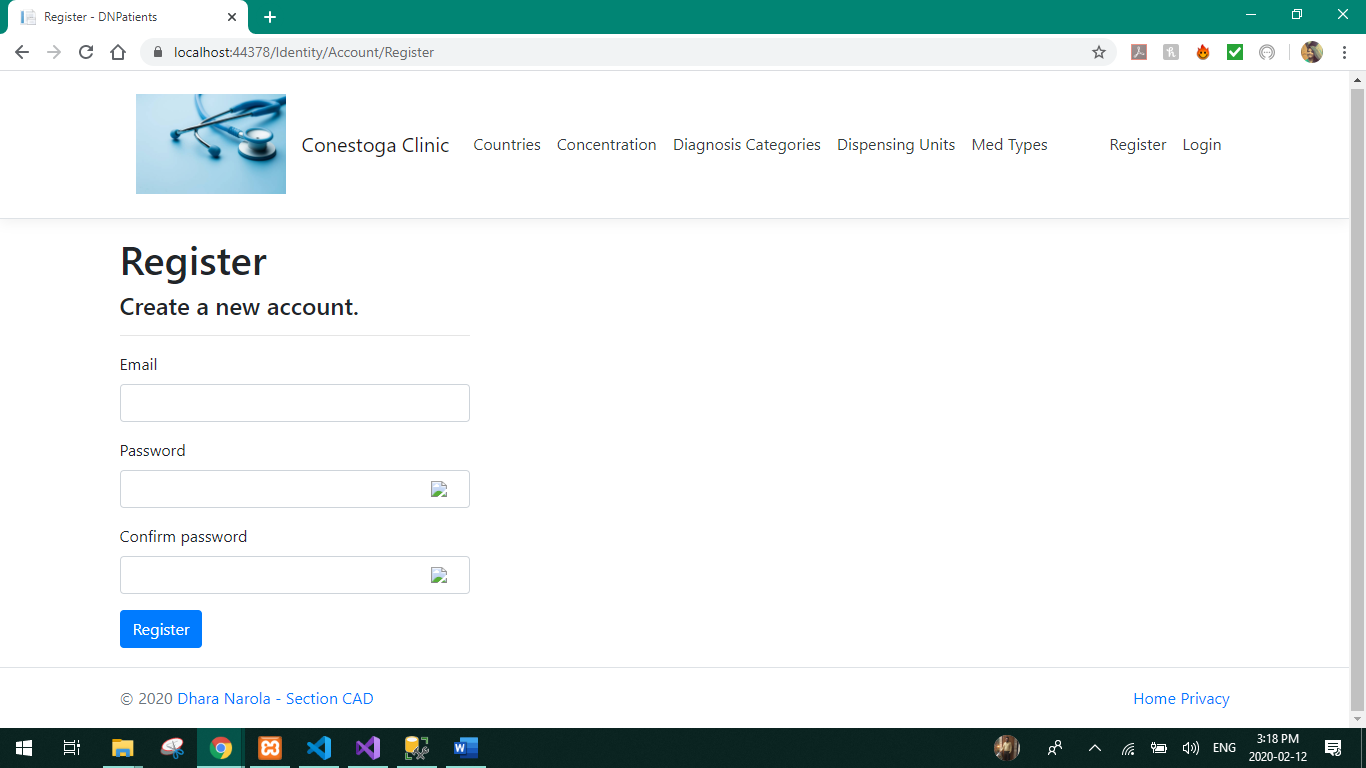 Register - DNPatients
localhost:44378/Identity/Account/Register
Conestoga Clinic Countries Concentration Diagnosis Categories Dispensing Units Med Types Register Login
Register
Create a new account.
Email
Password
Confirm password
Register
© 2020 Dhara Narola - Section CAD Home Privacy
ENG 3:18 PM
2020-02-12